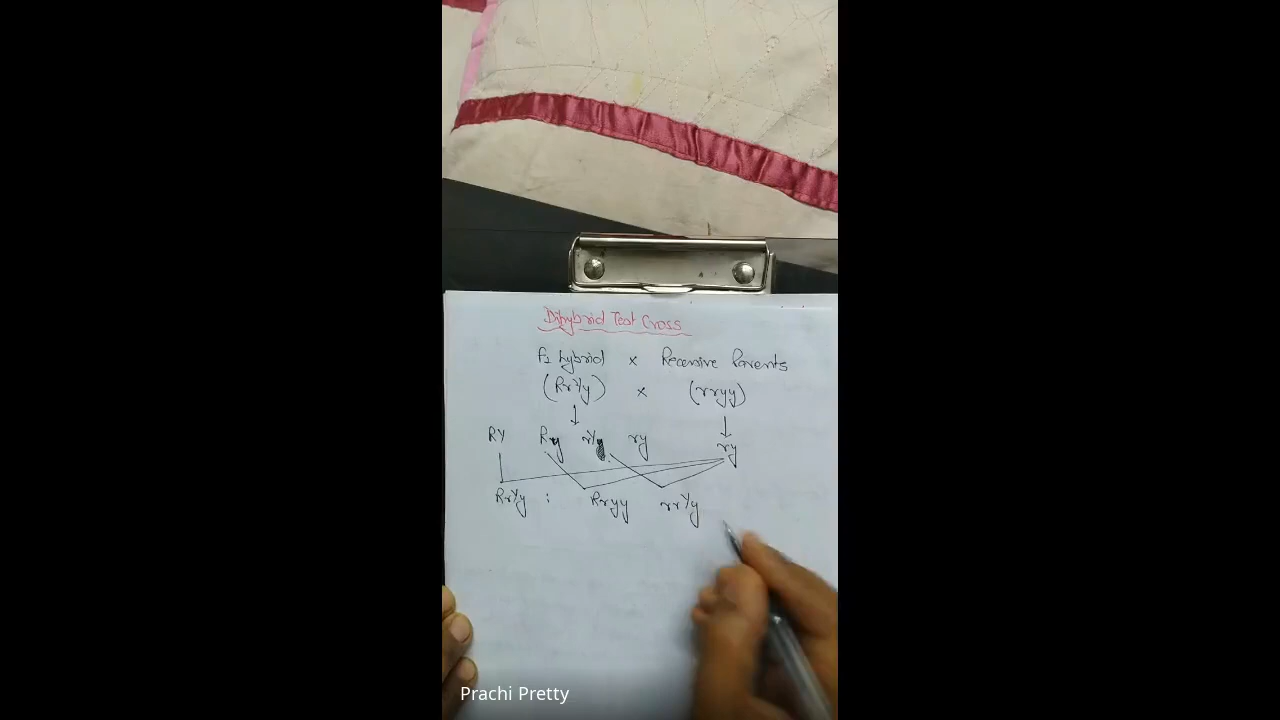 Dihybrid Test Cross
F1 hybrid x Recessive Parents
(RrYy) x (rryy)
RY Ry rY ry ry
RrYy : Rryy rrYy
Prachi Pretty